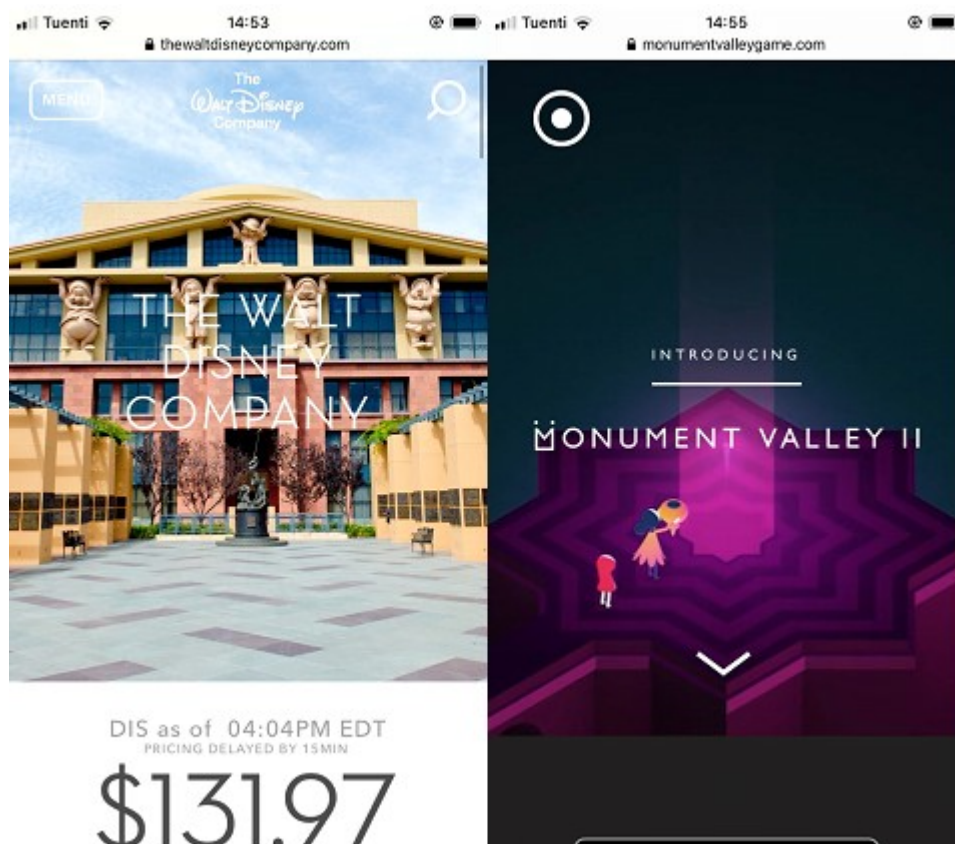 Tuenti 14:53
thewaltdisneycompany.com
MENU
The
Walt Disney
Company
THE WALT
DISNEY
COMPANY
DIS as of 04:04PM EDT
PRICING DELAYED BY 15MIN
$131.97
Tuenti 14:55
monumentvalleygame.com
INTRODUCING
MONUMENT VALLEY II